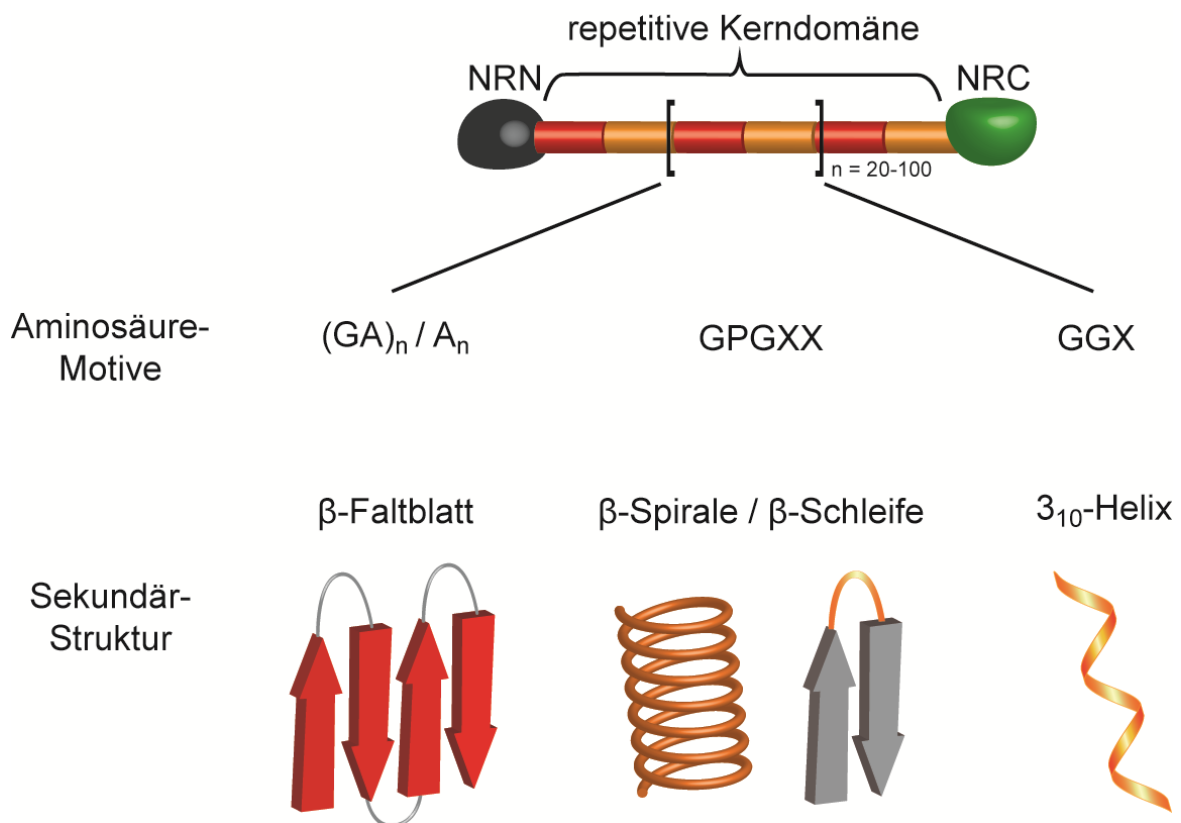 repetitive Kerndomäne
NRN
NRC
n = 20-100
Aminosäure-
Motive
(GA)n / An
GPGXX
GGX
β-Faltblatt
β-Spirale / β-Schleife
310-Helix
Sekundär-
Struktur